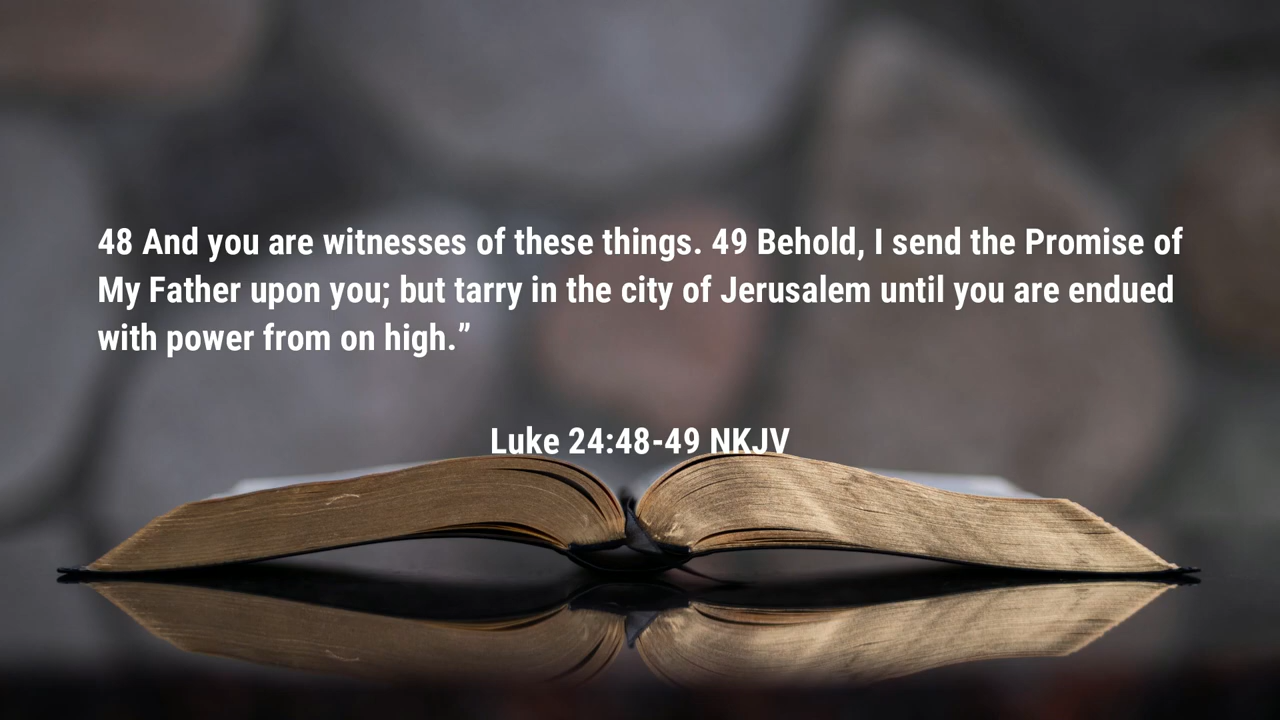 48 And you are witnesses of these things. 49 Behold, I send the Promise of
My Father upon you; but tarry in the city of Jerusalem until you are endued
with power from on high.”
Luke 24:48-49 NKJV